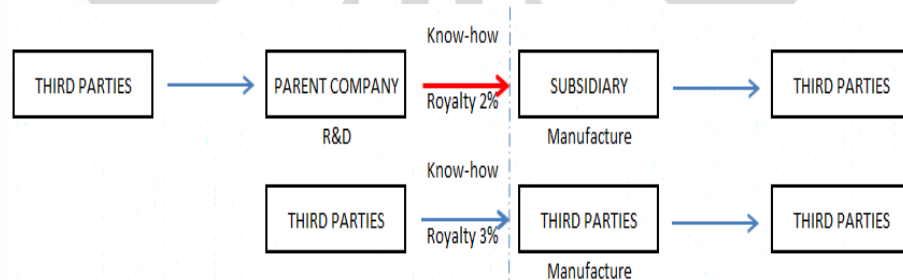 Know-how
THIRD PARTIES
PARENT COMPANY
SUBSIDIARY
THIRD PARTIES
Royalty 2%
R&D
Manufacture
Know-how
THIRD PARTIES
THIRD PARTIES
THIRD PARTIES
Royalty 3%
Manufacture